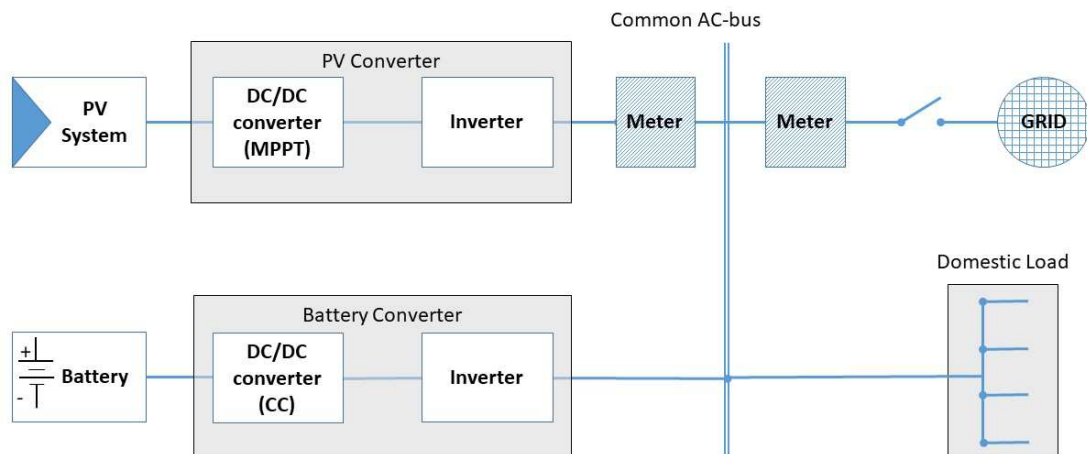 Common AC-bus
PV Converter
PV
System
DC/DC
converter
(MPPT)
Inverter
Meter
Meter
GRID
Domestic Load
Battery Converter
+
-
Battery
DC/DC
converter
(CC)
Inverter